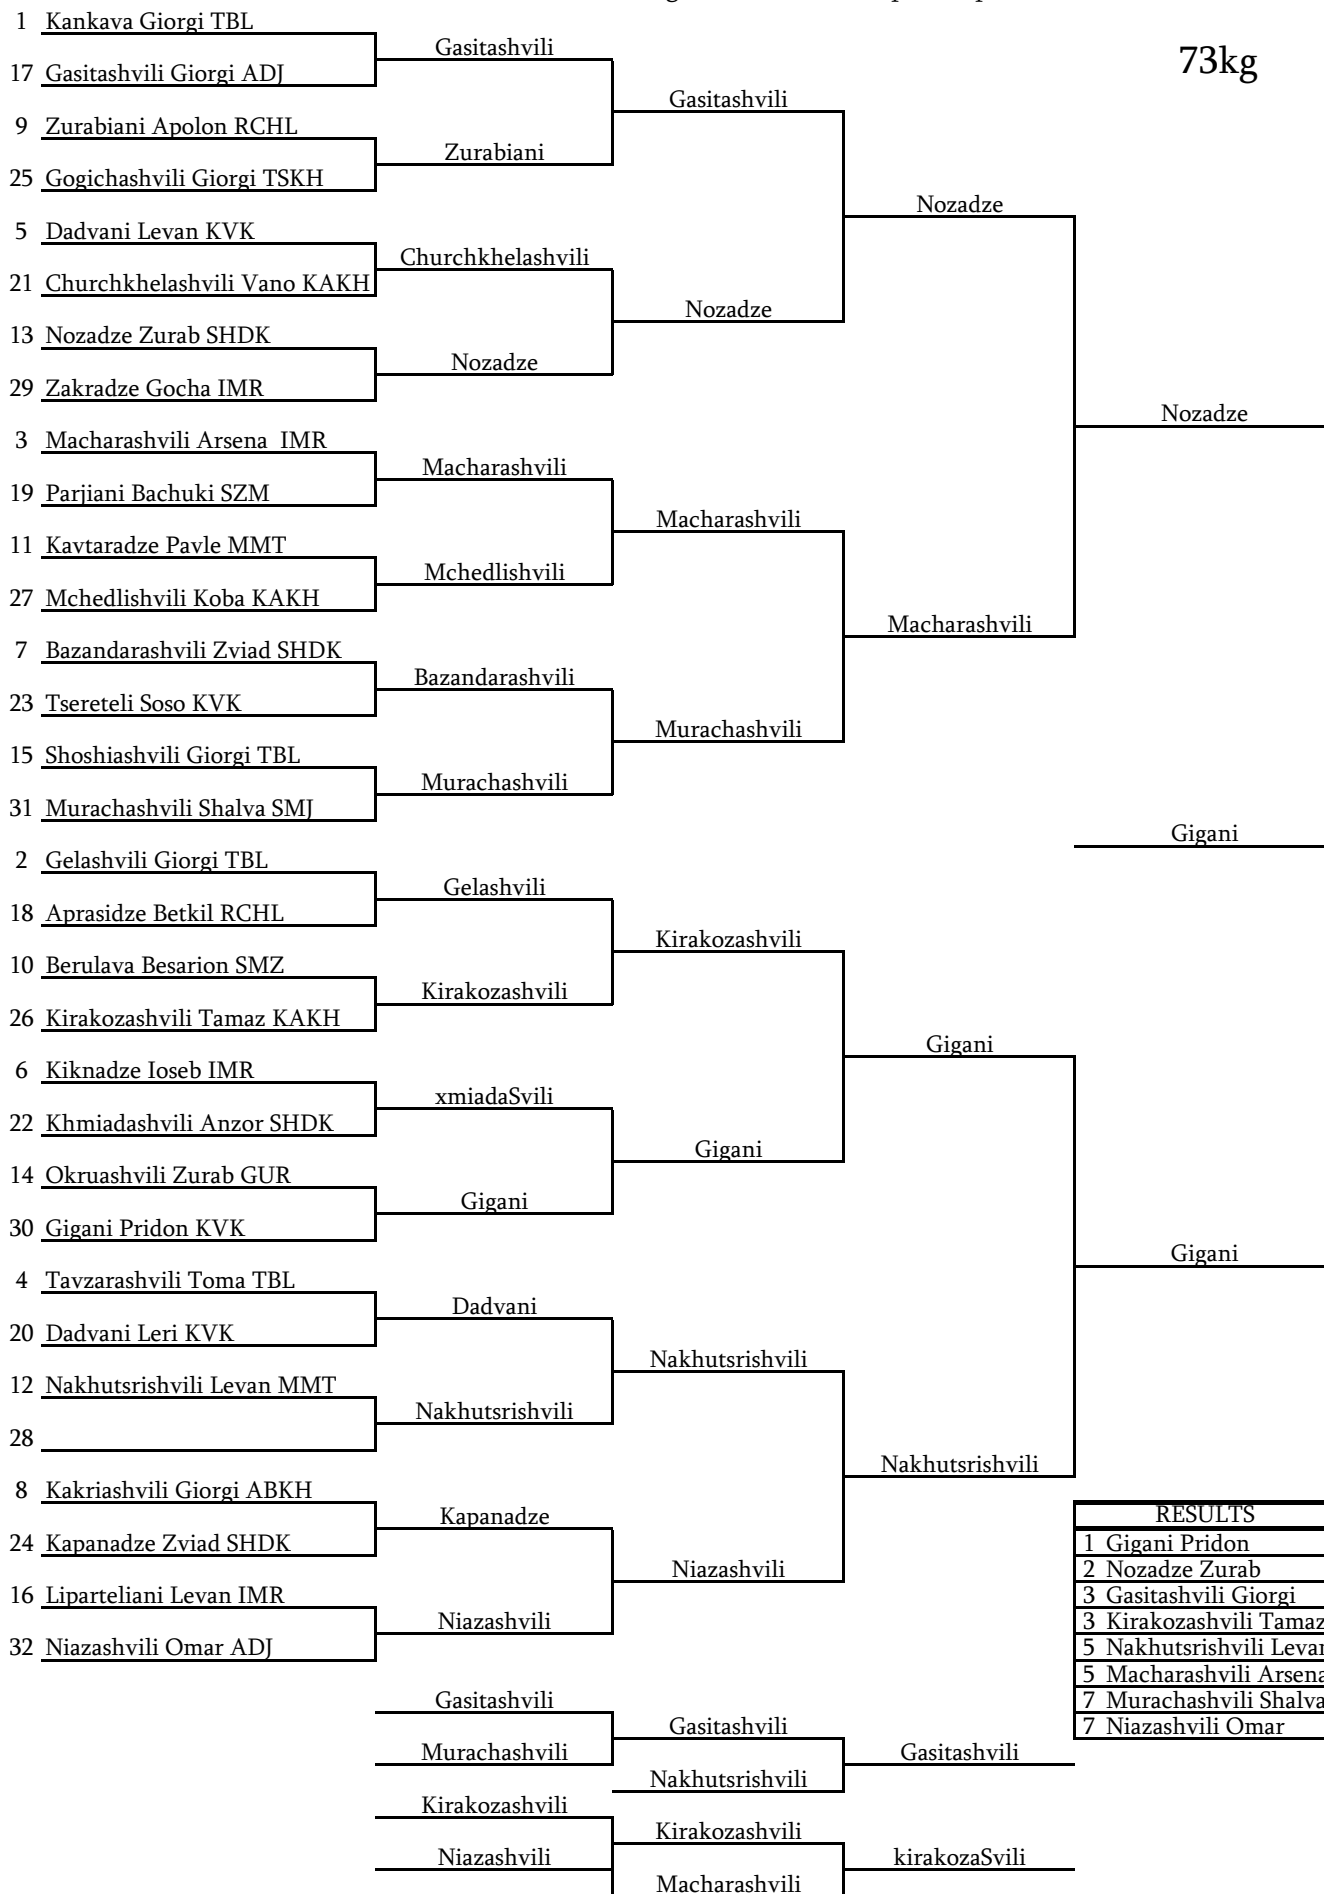 73kg
1 Kankava Giorgi TBL
17 Gasitashvili Giorgi ADJ
9 Zurabiani Apolon RCHL
25 Gogichashvili Giorgi TSKH
5 Dadvani Levan KVK
21 Churchkhelashvili Vano KAKH
13 Nozadze Zurab SHDK
29 Zakradze Gocha IMR
3 Macharashvili Arsena  IMR
19 Parjiani Bachuki SZM
11 Kavtaradze Pavle MMT
27 Mchedlishvili Koba KAKH
7 Bazandarashvili Zviad SHDK
23 Tsereteli Soso KVK
15 Shoshiashvili Giorgi TBL
31 Murachashvili Shalva SMJ
2 Gelashvili Giorgi TBL
18 Aprasidze Betkil RCHL
10 Berulava Besarion SMZ
26 Kirakozashvili Tamaz KAKH
6 Kiknadze Ioseb IMR
22 Khmiadashvili Anzor SHDK
14 Okruashvili Zurab GUR
30 Gigani Pridon KVK
4 Tavzarashvili Toma TBL
20 Dadvani Leri KVK
12 Nakhutsrishvili Levan MMT
28
8 Kakriashvili Giorgi ABKH
24 Kapanadze Zviad SHDK
16 Liparteliani Levan IMR
32 Niazashvili Omar ADJ
Gasitashvili
Zurabiani
Churchkhelashvili
Nozadze
Macharashvili
Mchedlishvili
Bazandarashvili
Murachashvili
Gelashvili
Kirakozashvili
xmiadaSvili
Gigani
Dadvani
Nakhutsrishvili
Kapanadze
Niazashvili
Gasitashvili
Nozadze
Macharashvili
Murachashvili
Kirakozashvili
Gigani
Nakhutsrishvili
Niazashvili
Nozadze
Macharashvili
Gigani
Nakhutsrishvili
Nozadze
Gigani
Gigani
Gasitashvili
Murachashvili
Kirakozashvili
Niazashvili
Gasitashvili
Nakhutsrishvili
Kirakozashvili
Macharashvili
Gasitashvili
kirakozaSvili
RESULTS
1 Gigani Pridon
2 Nozadze Zurab
3 Gasitashvili Giorgi
3 Kirakozashvili Tamaz
5 Nakhutsrishvili Levan
5 Macharashvili Arsena
7 Murachashvili Shalva
7 Niazashvili Omar